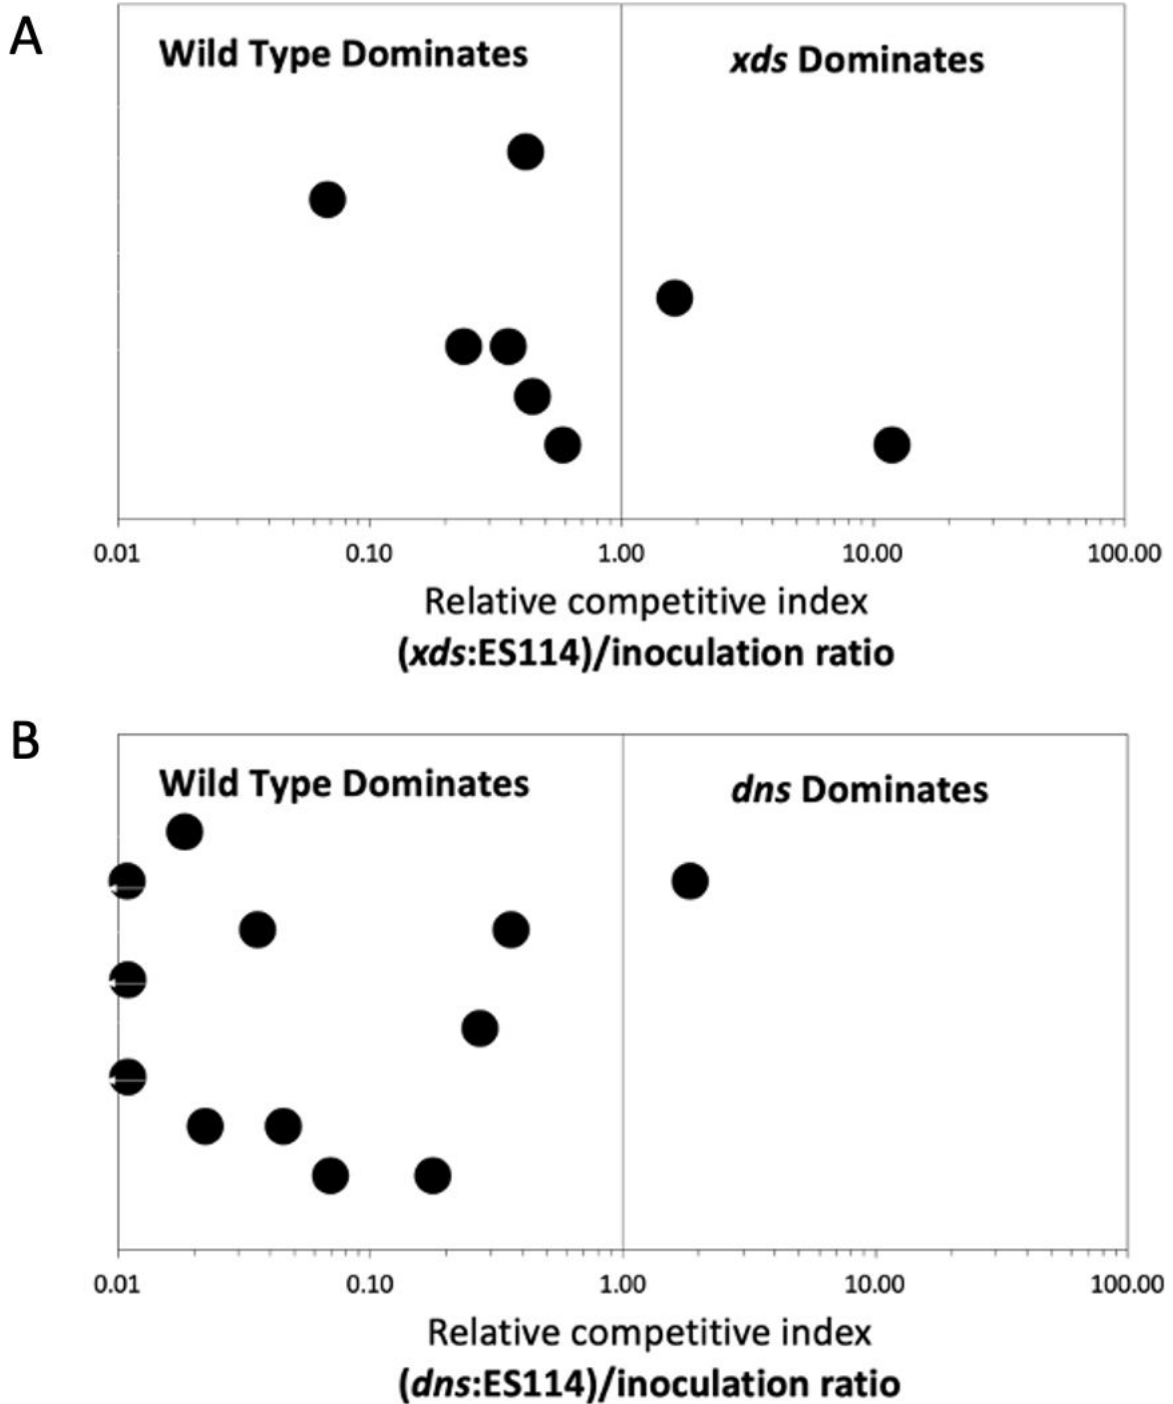 A
Wild Type Dominates
xds Dominates
0.01 0.10 1.00 10.00 100.00
Relative competitive index
(xds:ES114)/inoculation ratio
B
Wild Type Dominates
dns Dominates
0.01 0.10 1.00 10.00 100.00
Relative competitive index
(dns:ES114)/inoculation ratio